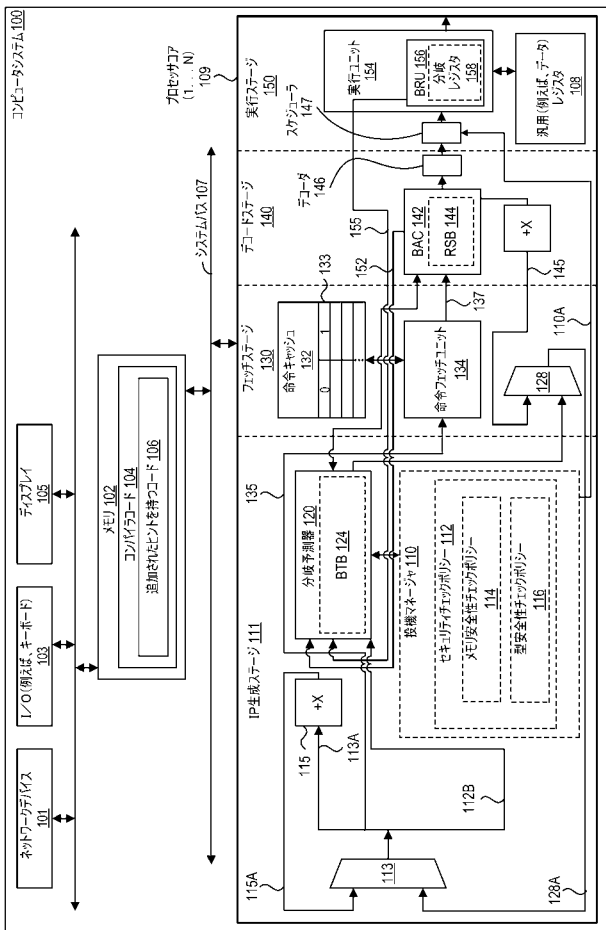 コンピュータシステム 100
ネットワークデバイス
101
I/O(例えば、キーボード)
103
ディスプレイ
105
メモリ 102
コンパイラコード 104
追加されたヒントを持つコード 106
システムバス 107
プロセッサコア
(1. . . N)
109
IP生成ステージ 111
フェッチステージ
130
デコードステージ
140
実行ステージ
150
スケジューラ
147
115A
113
128A
+X
115
113A
112B
135
分岐予測器 120
BTB 124
投機マネージャ 110
セキュリティチェックポリシー
112
メモリ安全性チェックポリシー
114
型安全性チェックポリシー
116
命令キャッシュ
132
133
0
1
命令フェッチユニット
134
137
128
152
155
BAC 142
RSB 144
デコーダ
146
+X
145
110A
実行ユニット
154
BRU 156
分岐
レジスタ
158
汎用(例えば、データ)
レジスタ 108